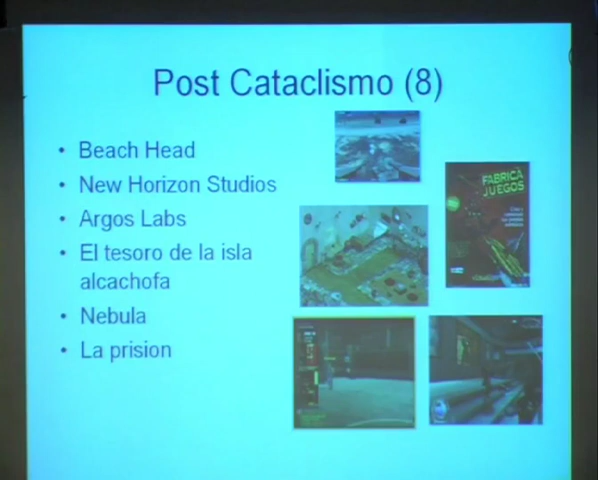 Post Cataclismo (8)
Beach Head
New Horizon Studios
Argos Labs
El tesoro de la isla
alcachofa
Nebula
La prision
FABRICA
JUEGOS